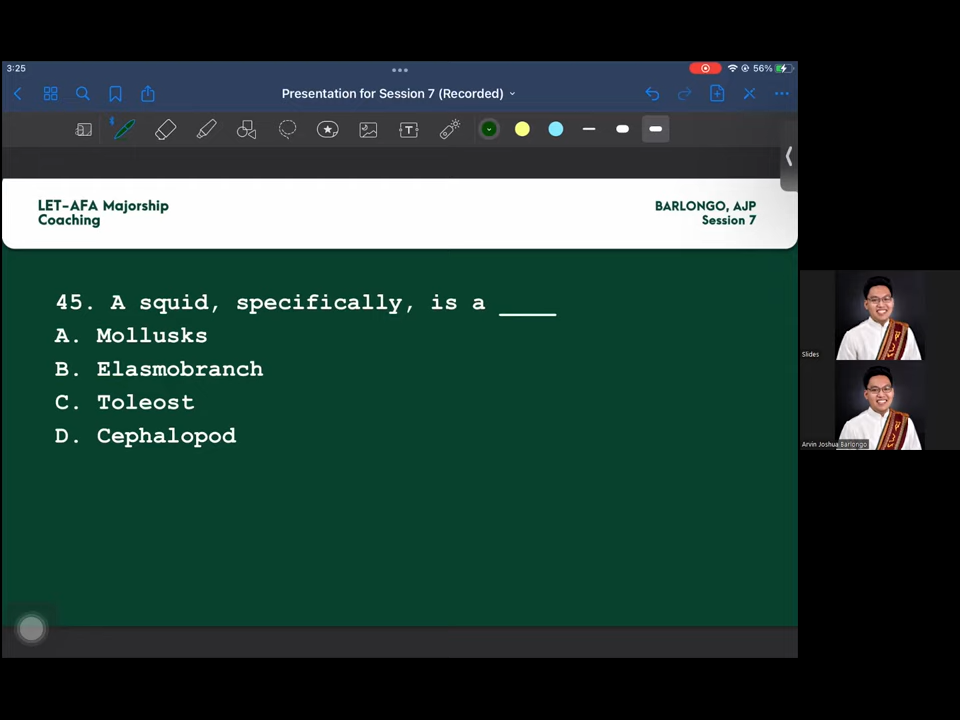 3:25
56%
Presentation for Session 7 (Recorded)
LET-AFA Majorship
Coaching
BARLONGO, AJP
Session 7
45. A squid, specifically, is a ____
A. Mollusks
B. Elasmobranch
C. Toleost
D. Cephalopod
Slides
Arvin Joshua Barlongo